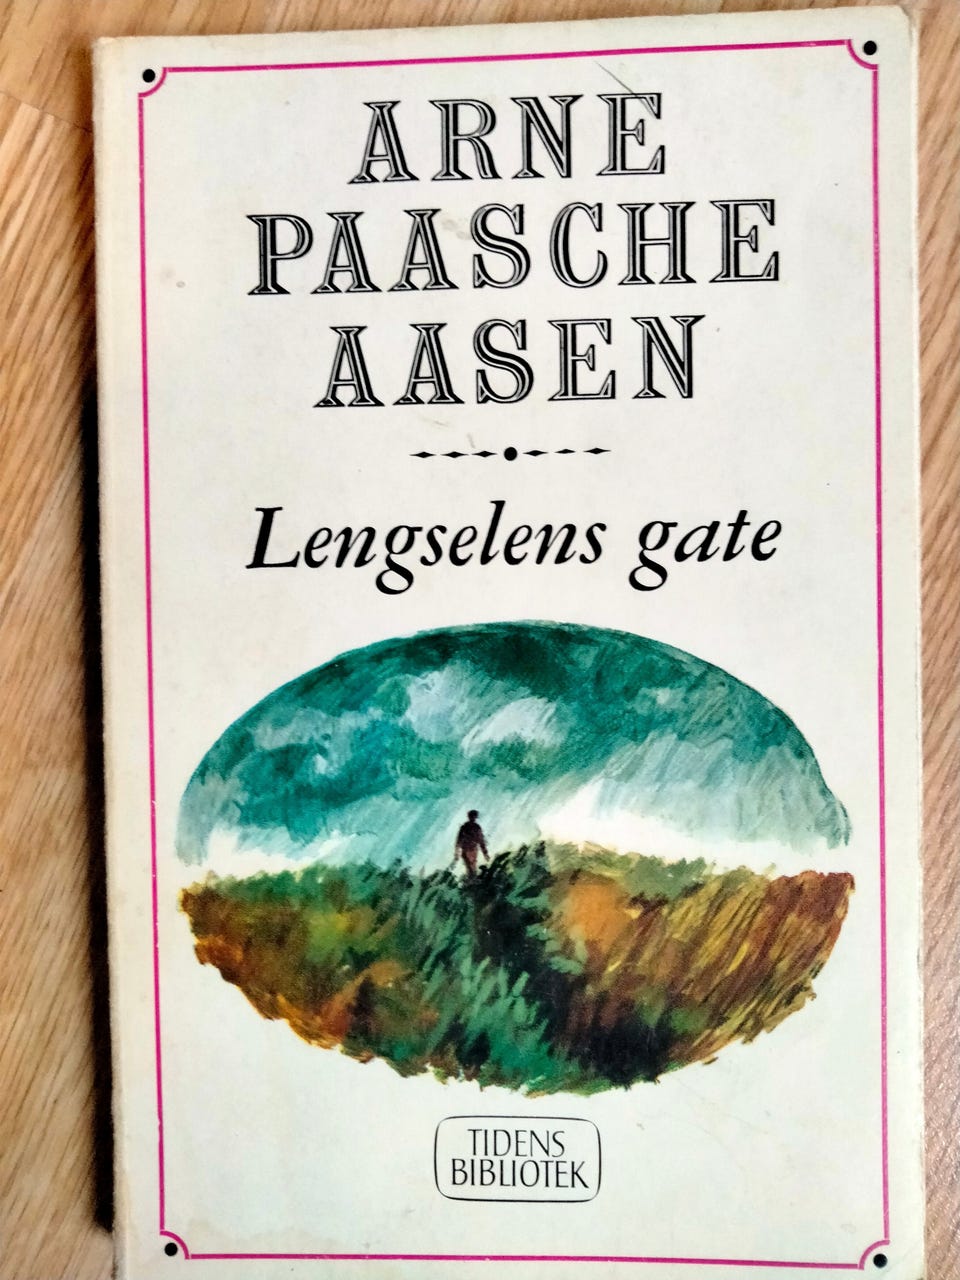 ARNE
PAASCHE
AASEN
Lengselens gate
TIDENS
BIBLIOTEK